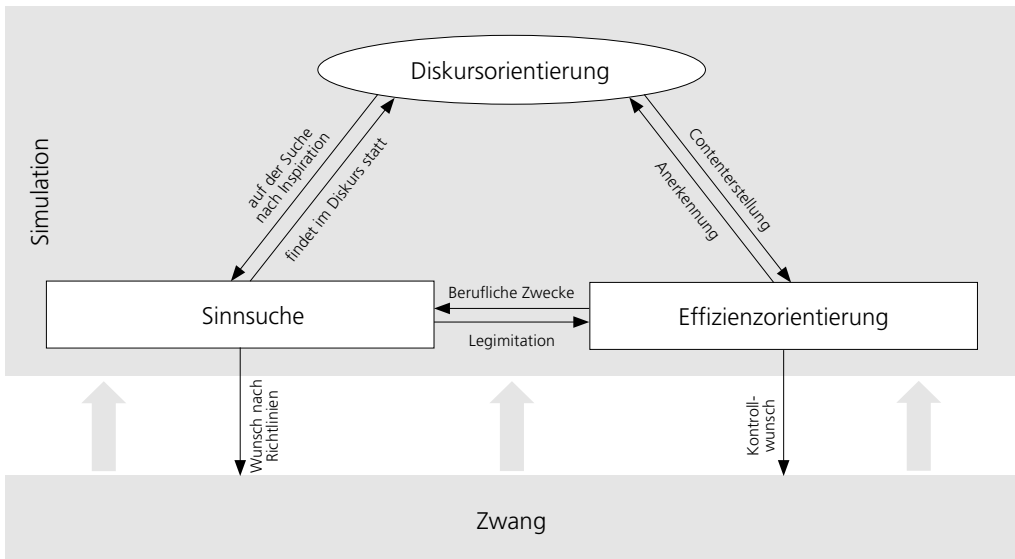 Diskursorientierung
Simulation
auf der Suche
nach Inspiration
findet im Diskurs statt
Contenterstellung
Anerkennung
Sinnsuche
Berufliche Zwecke
Legimitation
Effizienzorientierung
Wunsch nach
Richtlinien
Kontroll-
wunsch
Zwang